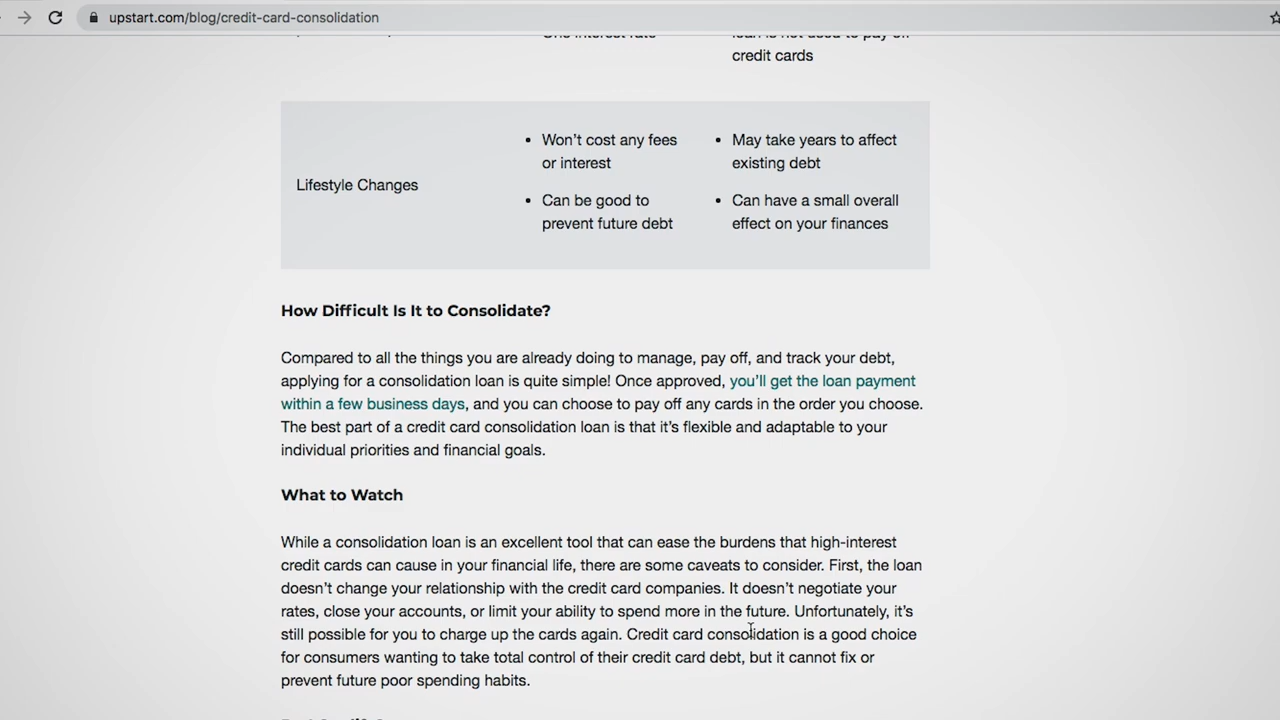 upstart.com/blog/credit-card-consolidation
One interest rate
loan is not used to pay off
credit cards
Lifestyle Changes
• Won’t cost any fees
or interest
• Can be good to
prevent future debt
• May take years to affect
existing debt
• Can have a small overall
effect on your finances
How Difficult Is It to Consolidate?
Compared to all the things you are already doing to manage, pay off, and track your debt,
applying for a consolidation loan is quite simple! Once approved, you’ll get the loan payment
within a few business days, and you can choose to pay off any cards in the order you choose.
The best part of a credit card consolidation loan is that it’s flexible and adaptable to your
individual priorities and financial goals.
What to Watch
While a consolidation loan is an excellent tool that can ease the burdens that high-interest
credit cards can cause in your financial life, there are some caveats to consider. First, the loan
doesn’t change your relationship with the credit card companies. It doesn’t negotiate your
rates, close your accounts, or limit your ability to spend more in the future. Unfortunately, it’s
still possible for you to charge up the cards again. Credit card consolidation is a good choice
for consumers wanting to take total control of their credit card debt, but it cannot fix or
prevent future poor spending habits.